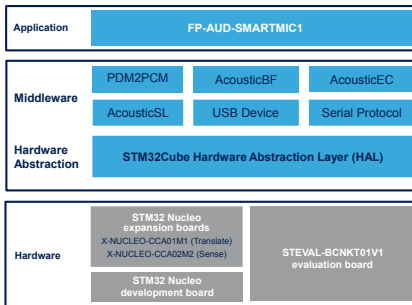 Application
FP-AUD-SMARTMIC1
Middleware
PDM2PCM
AcousticBF
AcousticEC
AcousticSL
USB Device
Serial Protocol
Hardware
Abstraction
STM32Cube Hardware Abstraction Layer (HAL)
Hardware
STM32 Nucleo
expansion boards
X-NUCLEO-CCA01M1 (Translate)
X-NUCLEO-CCA02M2 (Sense)
STM32 Nucleo
development board
STEVAL-BCNKT01V1
evaluation board